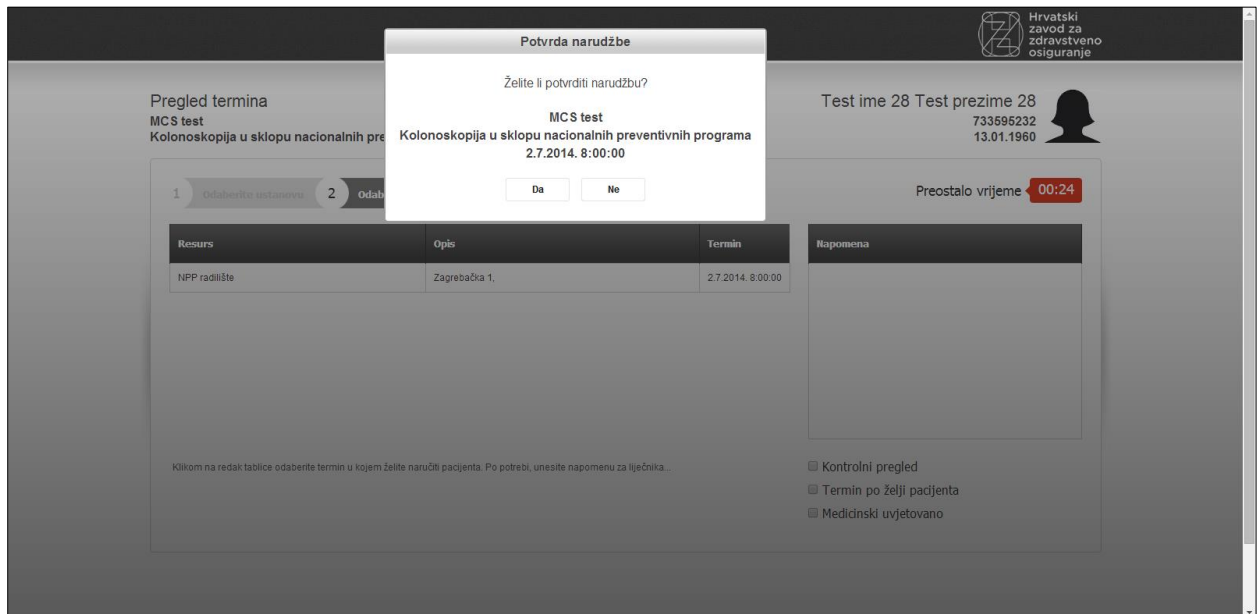 Hrvatski
zavod za
zdravstveno
osiguranje
Potvrda narudžbe
Želite li potvrditi narudžbu?
MCS test
Kolonoskopija u sklopu nacionalnih preventivnih programa
2.7.2014. 8:00:00
Da Ne
Pregled termina
MCS test
Kolonoskopija u sklopu nacionalnih pre
Test ime 28 Test prezime 28
733595232
13.01.1960
1 Odaberite ustanovu 2 Odab
Preostalo vrijeme 00:24
Resurs Opis Termin Napomena
NPP radilište Zagrebačka 1, 2.7.2014. 8:00:00
Klikom na redak tablice odaberite termin u kojem želite naručiti pacijenta. Po potrebi, unesite napomenu za liječnika...
Kontrolni pregled
Termin po želji pacijenta
Medicinski uvjetovano